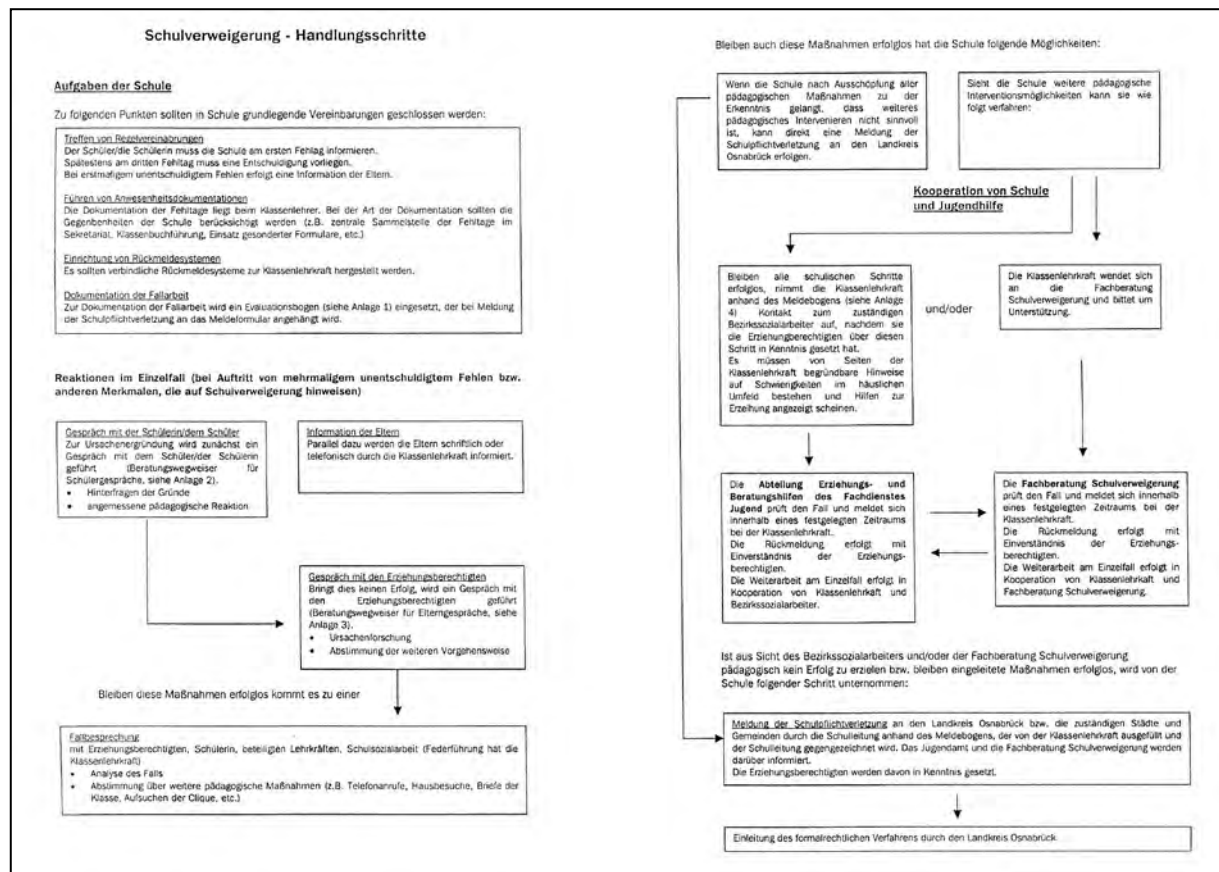 Schulverweigerung - Handlungsschritte
Aufgaben der Schule
Zu folgenden Punkten sollten in Schule grundlegende Vereinbarungen geschlossen werden:
Treffen von Regelvereinabrungen
Der Schüler/die Schülerin muss die Schule am ersten Fehltag informieren.
Spätestens am dritten Fehltag muss eine Entschuldigung vorliegen.
Bei erstmaligem unentschuldigtem Fehlen erfolgt eine Information der Eltern.
Führen von Anwesenheitsdokumentationen
Die Dokumentation der Fehltage liegt beim Klassenlehrer. Bei der Art der Dokumentation sollten die
Gegbenheiten der Schule berücksichtigt werden (z.B. zentrale Sammelstelle der Fehltage im
Sekretariat, Klassenbuchführung, Einsatz gesonderter Formulare, etc.)
Einrichtung von Rückmeldesystemen
Es sollten verbindliche Rückmeldesysteme zur Klassenlehrkraft hergestellt werden.
Dokumentation der Fallarbeit
Zur Dokumentation der Fallarbeit wird ein Evaluationsbogen (siehe Anlage 1) eingesetzt, der bei Meldung
der Schulpflichtverletzung an das Meldeformular angehängt wird.
Reaktionen im Einzelfall (bei Auftritt von mehrmaligem unentschuldigtem Fehlen bzw.
anderen Merkmalen, die auf Schulverweigerung hinweisen)
Gespräch mit der Schülerin/dem Schüler
Zur Ursachenergründung wird zunächst ein
Gespräch mit dem Schüler/der Schülerin
geführt (Beratungswegweiser für
Schülergespräche, siehe Anlage 2).
• Hinterfragen der Gründe
• angemessene pädagogische Reaktion
Information der Eltern
Parallel dazu werden die Eltern schriftlich oder
telefonisch durch die Klassenlehrkraft informiert.
Gespräch mit den Erziehungsberechtigten
Bringt dies keinen Erfolg, wird ein Gespräch mit
den Erziehungsberechtigten geführt
(Beratungswegweiser für Elterngespräche, siehe
Anlage 3).
• Ursachenforschung
• Abstimmung der weiteren Vorgehensweise
Bleiben diese Maßnahmen erfolglos kommt es zu einer
Fallbesprechung
mit Erziehungsberechtigten, Schülerin, beteiligten Lehrkräften, Schulsozialarbeit (Federführung hat die
Klassenlehrkraft)
• Analyse des Falls
• Abstimmung über weitere pädagogische Maßnahmen (z.B. Telefonanrufe, Hausbesuche, Briefe der
Klasse, Aufsuchen der Clique, etc.)
Bleiben auch diese Maßnahmen erfolglos hat die Schule folgende Möglichkeiten:
Wenn die Schule nach Ausschöpfung aller
pädagogischen Maßnahmen zu der
Erkenntnis gelangt, dass weiteres
pädagogisches Intervenieren nicht sinnvoll
ist, kann direkt eine Meldung der
Schulpflichtverletzung an den Landkreis
Osnabrück erfolgen.
Sieht die Schule weitere pädagogische
Interventionsmöglichkeiten kann sie wie
folgt verfahren:
Kooperation von Schule
und Jugendhilfe
Bleiben alle schulischen Schritte
erfolglos, nimmt die Klassenlehrkraft
anhand des Meldebogens (siehe Anlage
4) Kontakt zum zuständigen
Bezirkssozialarbeiter auf, nachdem sie
die Erziehungberechtigten über diesen
Schritt in Kenntnis gesetzt hat.
Es müssen von Seiten der
Klassenlehrkraft begründbare Hinweise
auf Schwierigkeiten im häuslichen
Umfeld bestehen und Hilfen zur
Erzeihung angezeigt scheinen.
und/oder
Die Klassenlehrkraft wendet sich
an die Fachberatung
Schulverweigerung und bittet um
Unterstützung.
Die Abteilung Erziehungs- und
Beratungshilfen des Fachdienstes
Jugend prüft den Fall und meldet sich
innerhalb eines festgelegten Zeitraums
bei der Klassenlehrkraft.
Die Rückmeldung erfolgt mit
Einverständnis der Erziehungs-
berechtigten.
Die Weiterarbeit am Einzelfall erfolgt in
Kooperation von Klassenlehrkraft und
Bezirkssozialarbeiter.
Die Fachberatung Schulverweigerung
prüft den Fall und meldet sich innerhalb
eines festgelegten Zeitraums bei der
Klassenlehrkraft.
Die Rückmeldung erfolgt mit
Einverständnis der Erziehungs-
berechtigten.
Die Weiterarbeit am Einzelfall erfolgt in
Kooperation von Klassenlehrkraft und
Fachberatung Schulverweigerung.
Ist aus Sicht des Bezirkssozialarbeiters und/oder der Fachberatung Schulverweigerung
pädagogisch kein Erfolg zu erzielen bzw. bleiben eingeleitete Maßnahmen erfolglos, wird von der
Schule folgender Schritt unternommen:
Meldung der Schulpflichtverletzung an den Landkreis Osnabrück bzw. die zuständigen Städte und
Gemeinden durch die Schulleitung anhand des Meldebogens, der von der Klassenlehrkraft ausgefüllt und
der Schulleitung gegengezeichnet wird. Das Jugendamt und die Fachberatung Schulverweigerung werden
darüber informiert.
Die Erziehungsberechtigten werden davon in Kenntnis gesetzt.
Einleitung des formalrechtlichen Verfahrens durch den Landkreis Osnabrück.